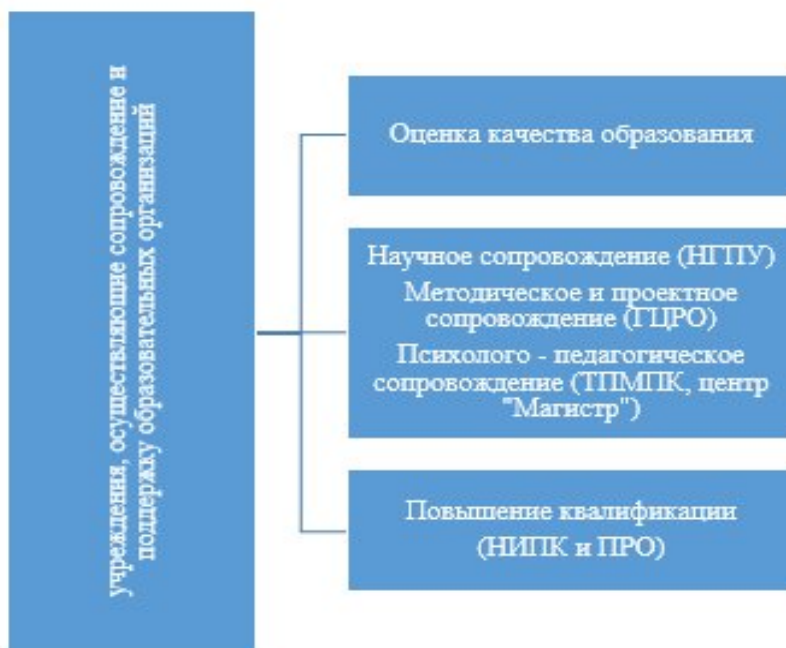 учреждения, осуществляющие сопровождение и
поддержку образовательных организаций
Оценка качества образования
Научное сопровождение (НГПУ)
Методическое и проектное
сопровождение (ГЦРО)
Психолого - педагогическое
сопровождение (ТПМПК, центр
"Магистр")
Повышение квалификации
(НИПК и ПРО)